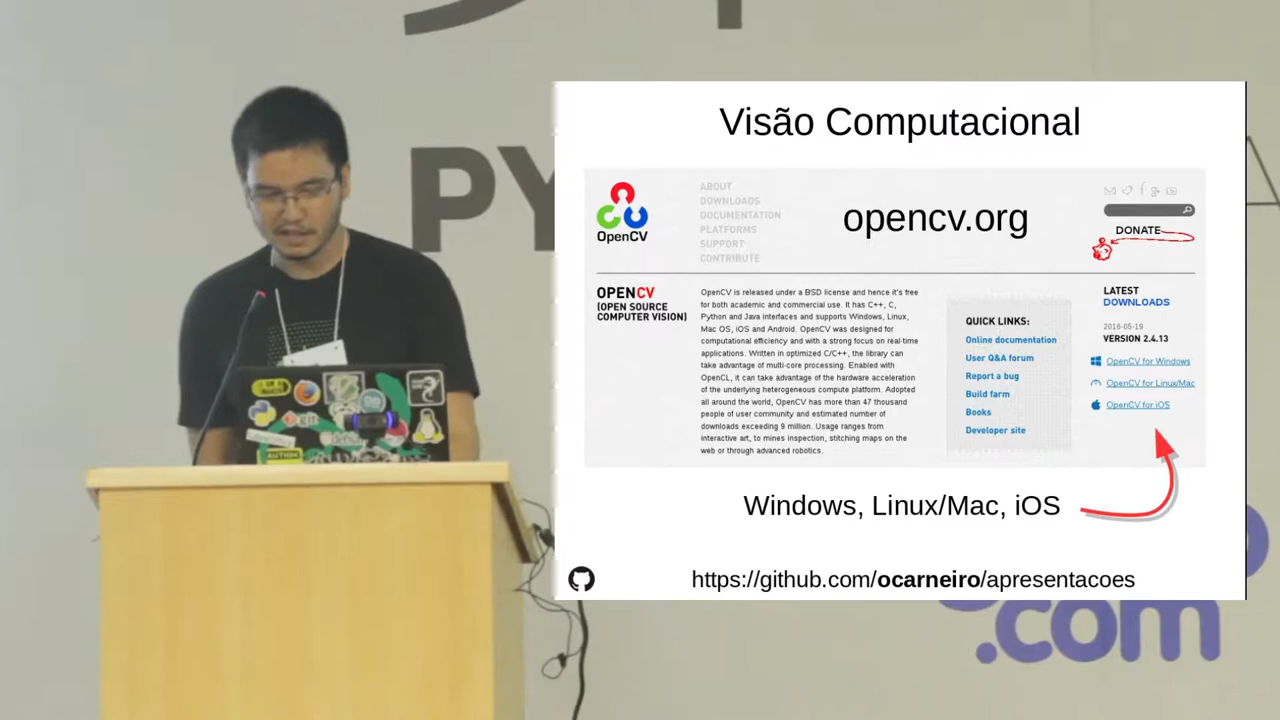 PY
Visão Computacional
OpenCV
ABOUT
DOWNLOADS
DOCUMENTATION
PLATFORMS
SUPPORT
CONTRIBUTE
opencv.org
DONATE
OPENCV
(OPEN SOURCE
COMPUTER VISION)
OpenCV is released under a BSD license and hence it's free
for both academic and commercial use. It has C++, C,
Python and Java interfaces and supports Windows, Linux,
Mac OS, iOS and Android. OpenCV was designed for
computational efficiency and with a strong focus on real-time
applications. Written in optimized C/C++, the library can
take advantage of multi-core processing. Enabled with
OpenCL, it can take advantage of the hardware acceleration
of the underlying heterogeneous compute platform. Adopted
all around the world, OpenCV has more than 47 thousand
people of user community and estimated number of
downloads exceeding 9 million. Usage ranges from
interactive art, to mines inspection, stitching maps on the
web or through advanced robotics.
QUICK LINKS:
Online documentation
User Q&A forum
Report a bug
Build farm
Books
Developer site
LATEST
DOWNLOADS
2016-05-19
VERSION 2.4.13
OpenCV for Windows
OpenCV for Linux/Mac
OpenCV for iOS
Windows, Linux/Mac, iOS
https://github.com/ocarneiro/apresentacoes
git
debian
AUTHOR
.com